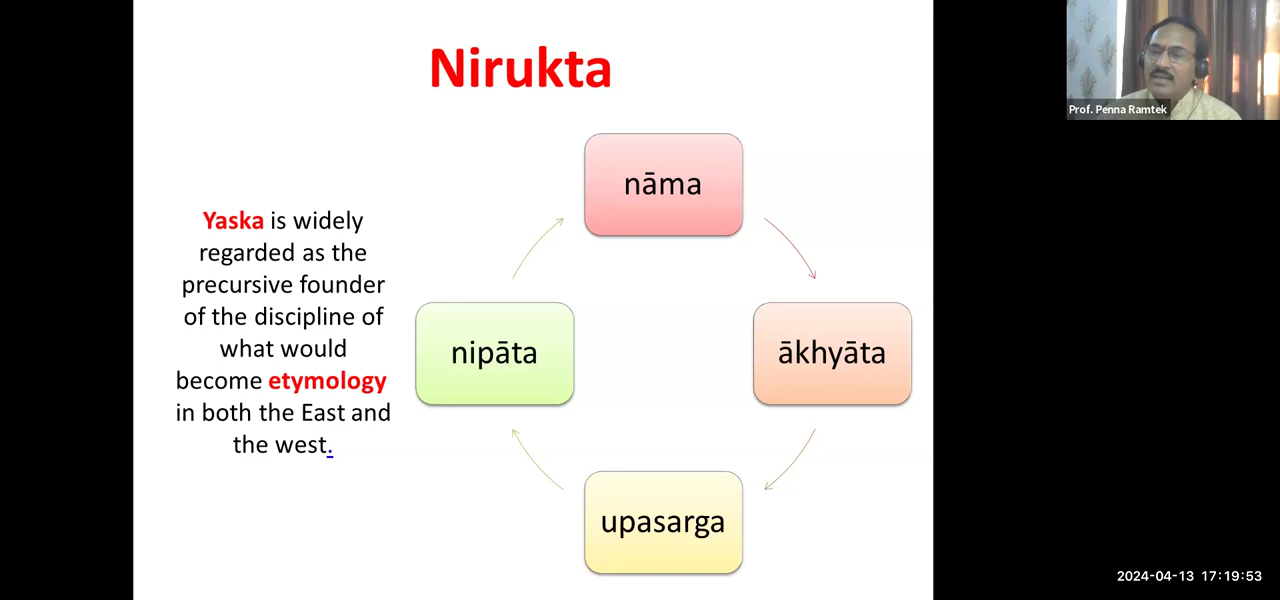 Nirukta
Yaska is widely
regarded as the
precursive founder
of the discipline of
what would
become etymology
in both the East and
the west.
nāma
ākhyāta
upasarga
nipāta
Prof. Penna Ramtek
2024-04-13 17:19:53